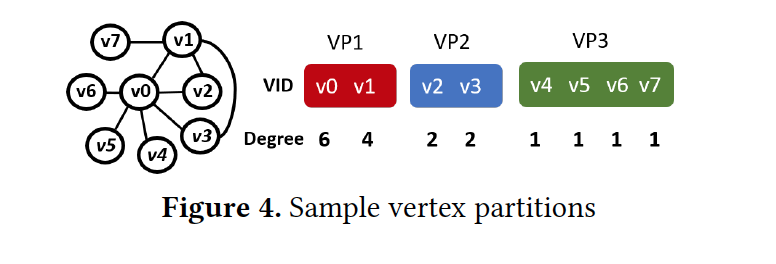 v7
v1
v6
v0
v2
v5
v4
v3
VP1 VP2 VP3
VID v0 v1 v2 v3 v4 v5 v6 v7
Degree 6 4 2 2 1 1 1 1
Figure 4. Sample vertex partitions